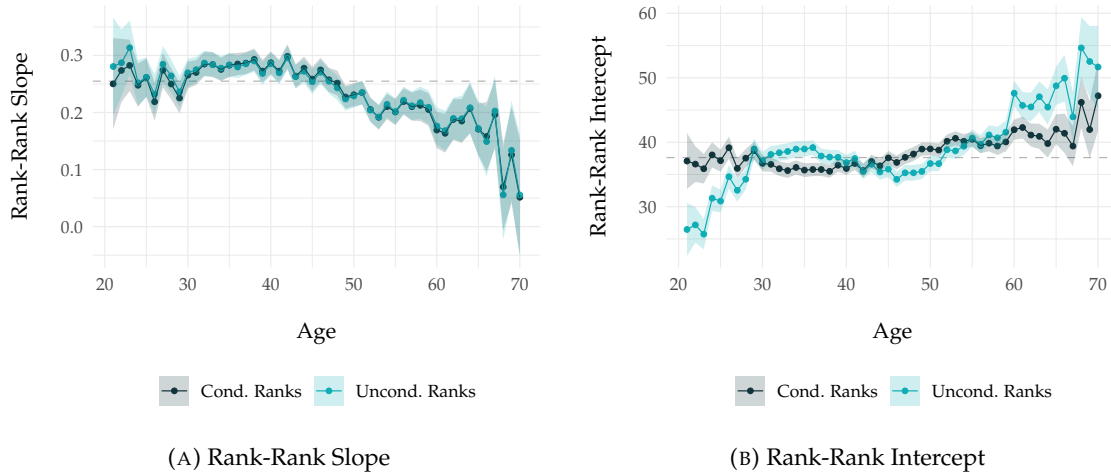 Rank-Rank Slope
0.3
0.2
0.1
0.0
20 30 40 50 60 70
Age
Cond. Ranks Uncond. Ranks
(A) Rank-Rank Slope
Rank-Rank Intercept
60
50
40
30
20 30 40 50 60 70
Age
Cond. Ranks Uncond. Ranks
(B) Rank-Rank Intercept